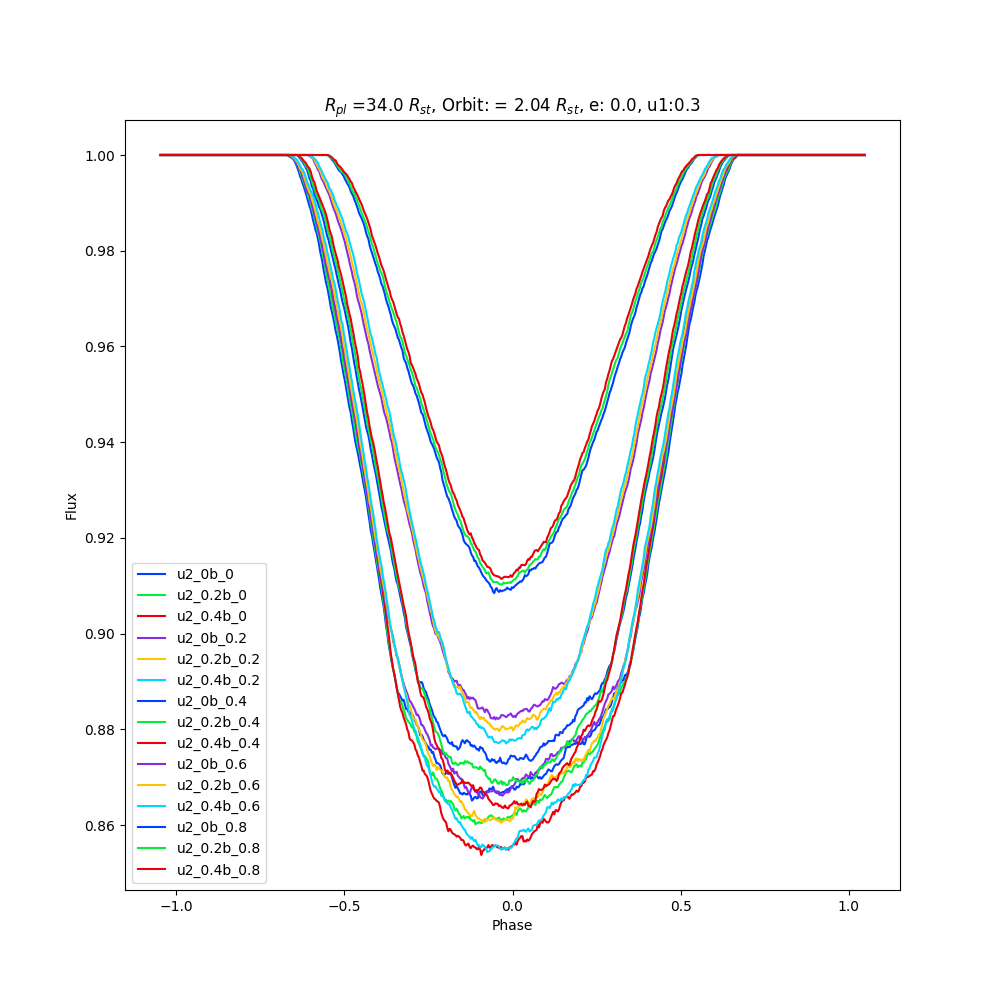 R_pl =34.0 R_st, Orbit: = 2.04 R_st, e: 0.0, u1:0.3
1.00
0.98
0.96
0.94
0.92
0.90
0.88
0.86
Flux
u2_0b_0
u2_0.2b_0
u2_0.4b_0
u2_0b_0.2
u2_0.2b_0.2
u2_0.4b_0.2
u2_0b_0.4
u2_0.2b_0.4
u2_0.4b_0.4
u2_0b_0.6
u2_0.2b_0.6
u2_0.4b_0.6
u2_0b_0.8
u2_0.2b_0.8
u2_0.4b_0.8
−1.0 −0.5 0.0 0.5 1.0
Phase